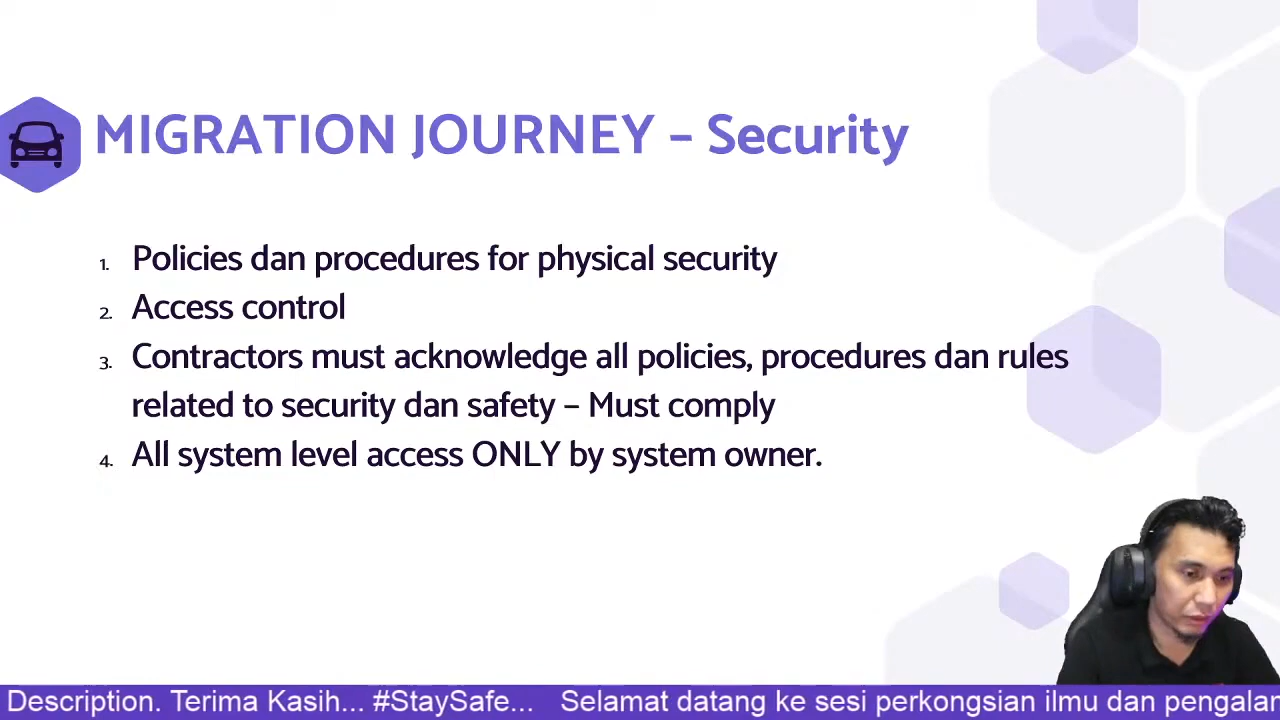 MIGRATION JOURNEY – Security
1. Policies dan procedures for physical security
2. Access control
3. Contractors must acknowledge all policies, procedures dan rules
related to security dan safety – Must comply
4. All system level access ONLY by system owner.
Description. Terima Kasih... #StaySafe... Selamat datang ke sesi perkongsian ilmu dan